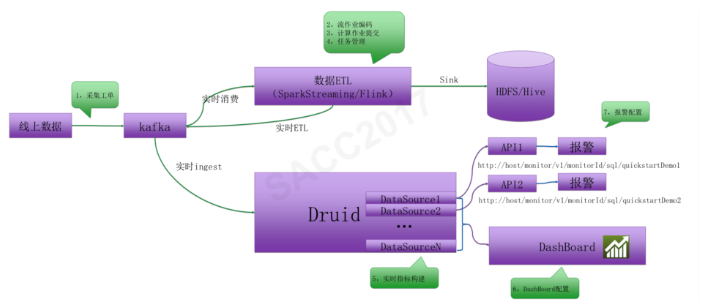 2、流作业编码
3、计算作业提交
4、任务管理
1、采集工单
数据ETL
(SparkStreaming/Flink)
Sink
HDFS/Hive
实时消费
7、报警配置
线上数据
kafka
实时ETL
API1
报警
http://host/monitor/v1/monitorId/sql/quickstartDemo1
实时ingest
API2
报警
http://host/monitor/v1/monitorId/sql/quickstartDemo2
Druid
DataSource1
DataSource2
...
DataSourceN
DashBoard
5、实时指标构建
6、DashBoard配置
SACC2017